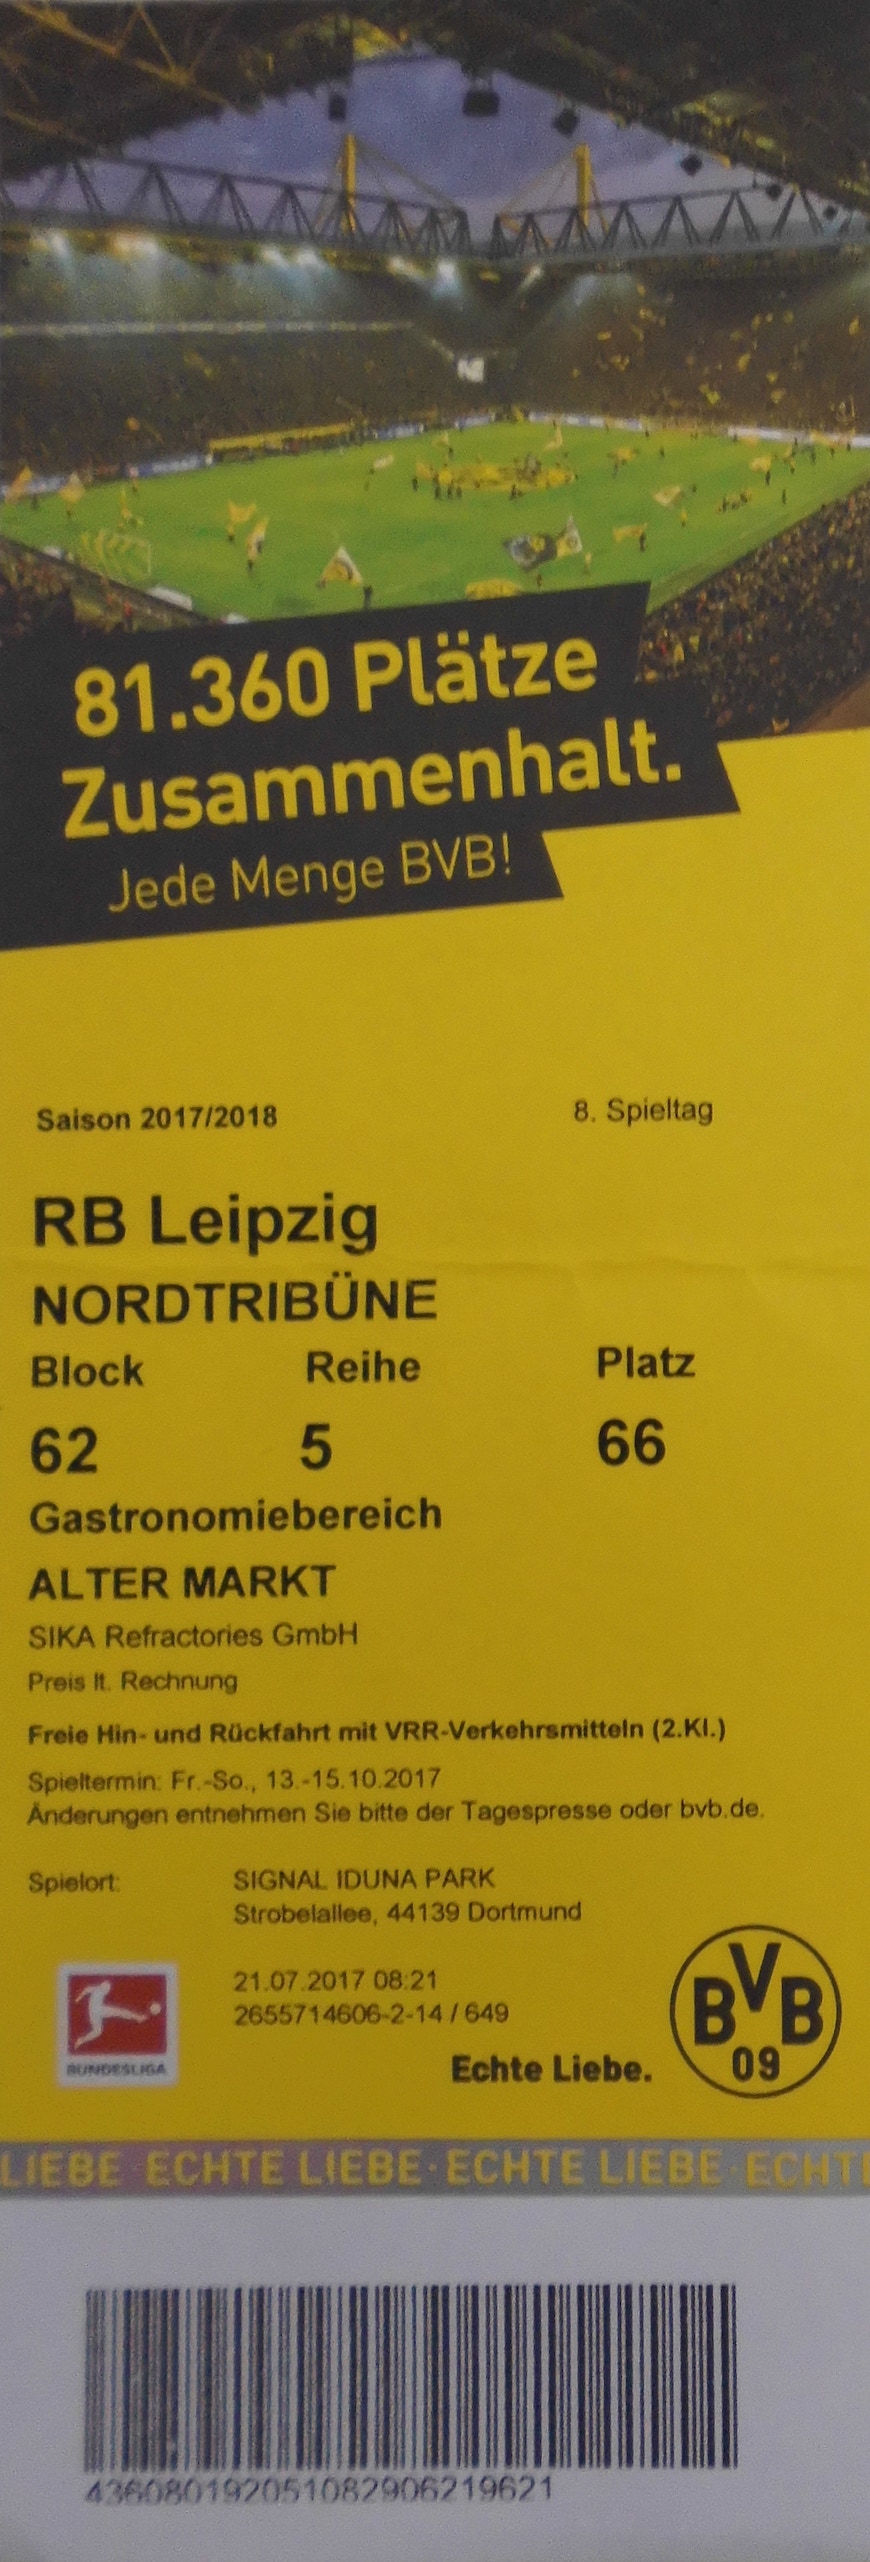 81.360 Plätze
Zusammenhalt.
Jede Menge BVB!
Saison 2017/2018 8. Spieltag
RB Leipzig
NORDTRIBÜNE
Block Reihe Platz
62 5 66
Gastronomiebereich
ALTER MARKT
SIKA Refractories GmbH
Preis lt. Rechnung
Freie Hin- und Rückfahrt mit VRR-Verkehrsmitteln (2.Kl.)
Spieltermin: Fr.-So., 13.-15.10.2017
Änderungen entnehmen Sie bitte der Tagespresse oder bvb.de.
Spielort: SIGNAL IDUNA PARK
Strobelallee, 44139 Dortmund
21.07.2017 08:21
2655714606-2-14 / 649
BUNDESLIGA
Echte Liebe.
BVB
09
LIEBE · ECHTE LIEBE · ECHTE LIEBE · ECHTE
436080192051082906219621